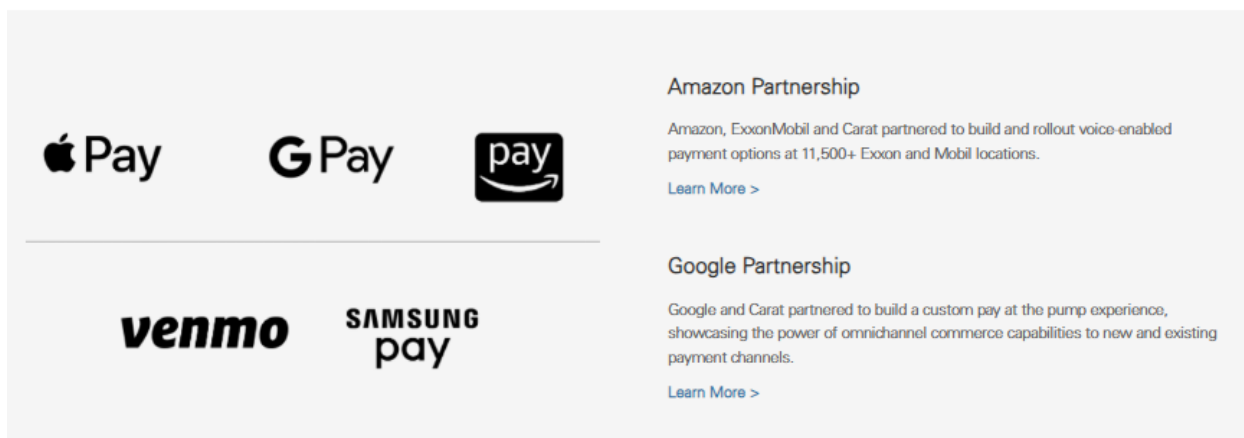 Pay
G Pay
pay
venmo
SAMSUNG
pay
Amazon Partnership
Amazon, ExxonMobil and Carat partnered to build and rollout voice-enabled
payment options at 11,500+ Exxon and Mobil locations.
Learn More >
Google Partnership
Google and Carat partnered to build a custom pay at the pump experience,
showcasing the power of omnichannel commerce capabilities to new and existing
payment channels.
Learn More >